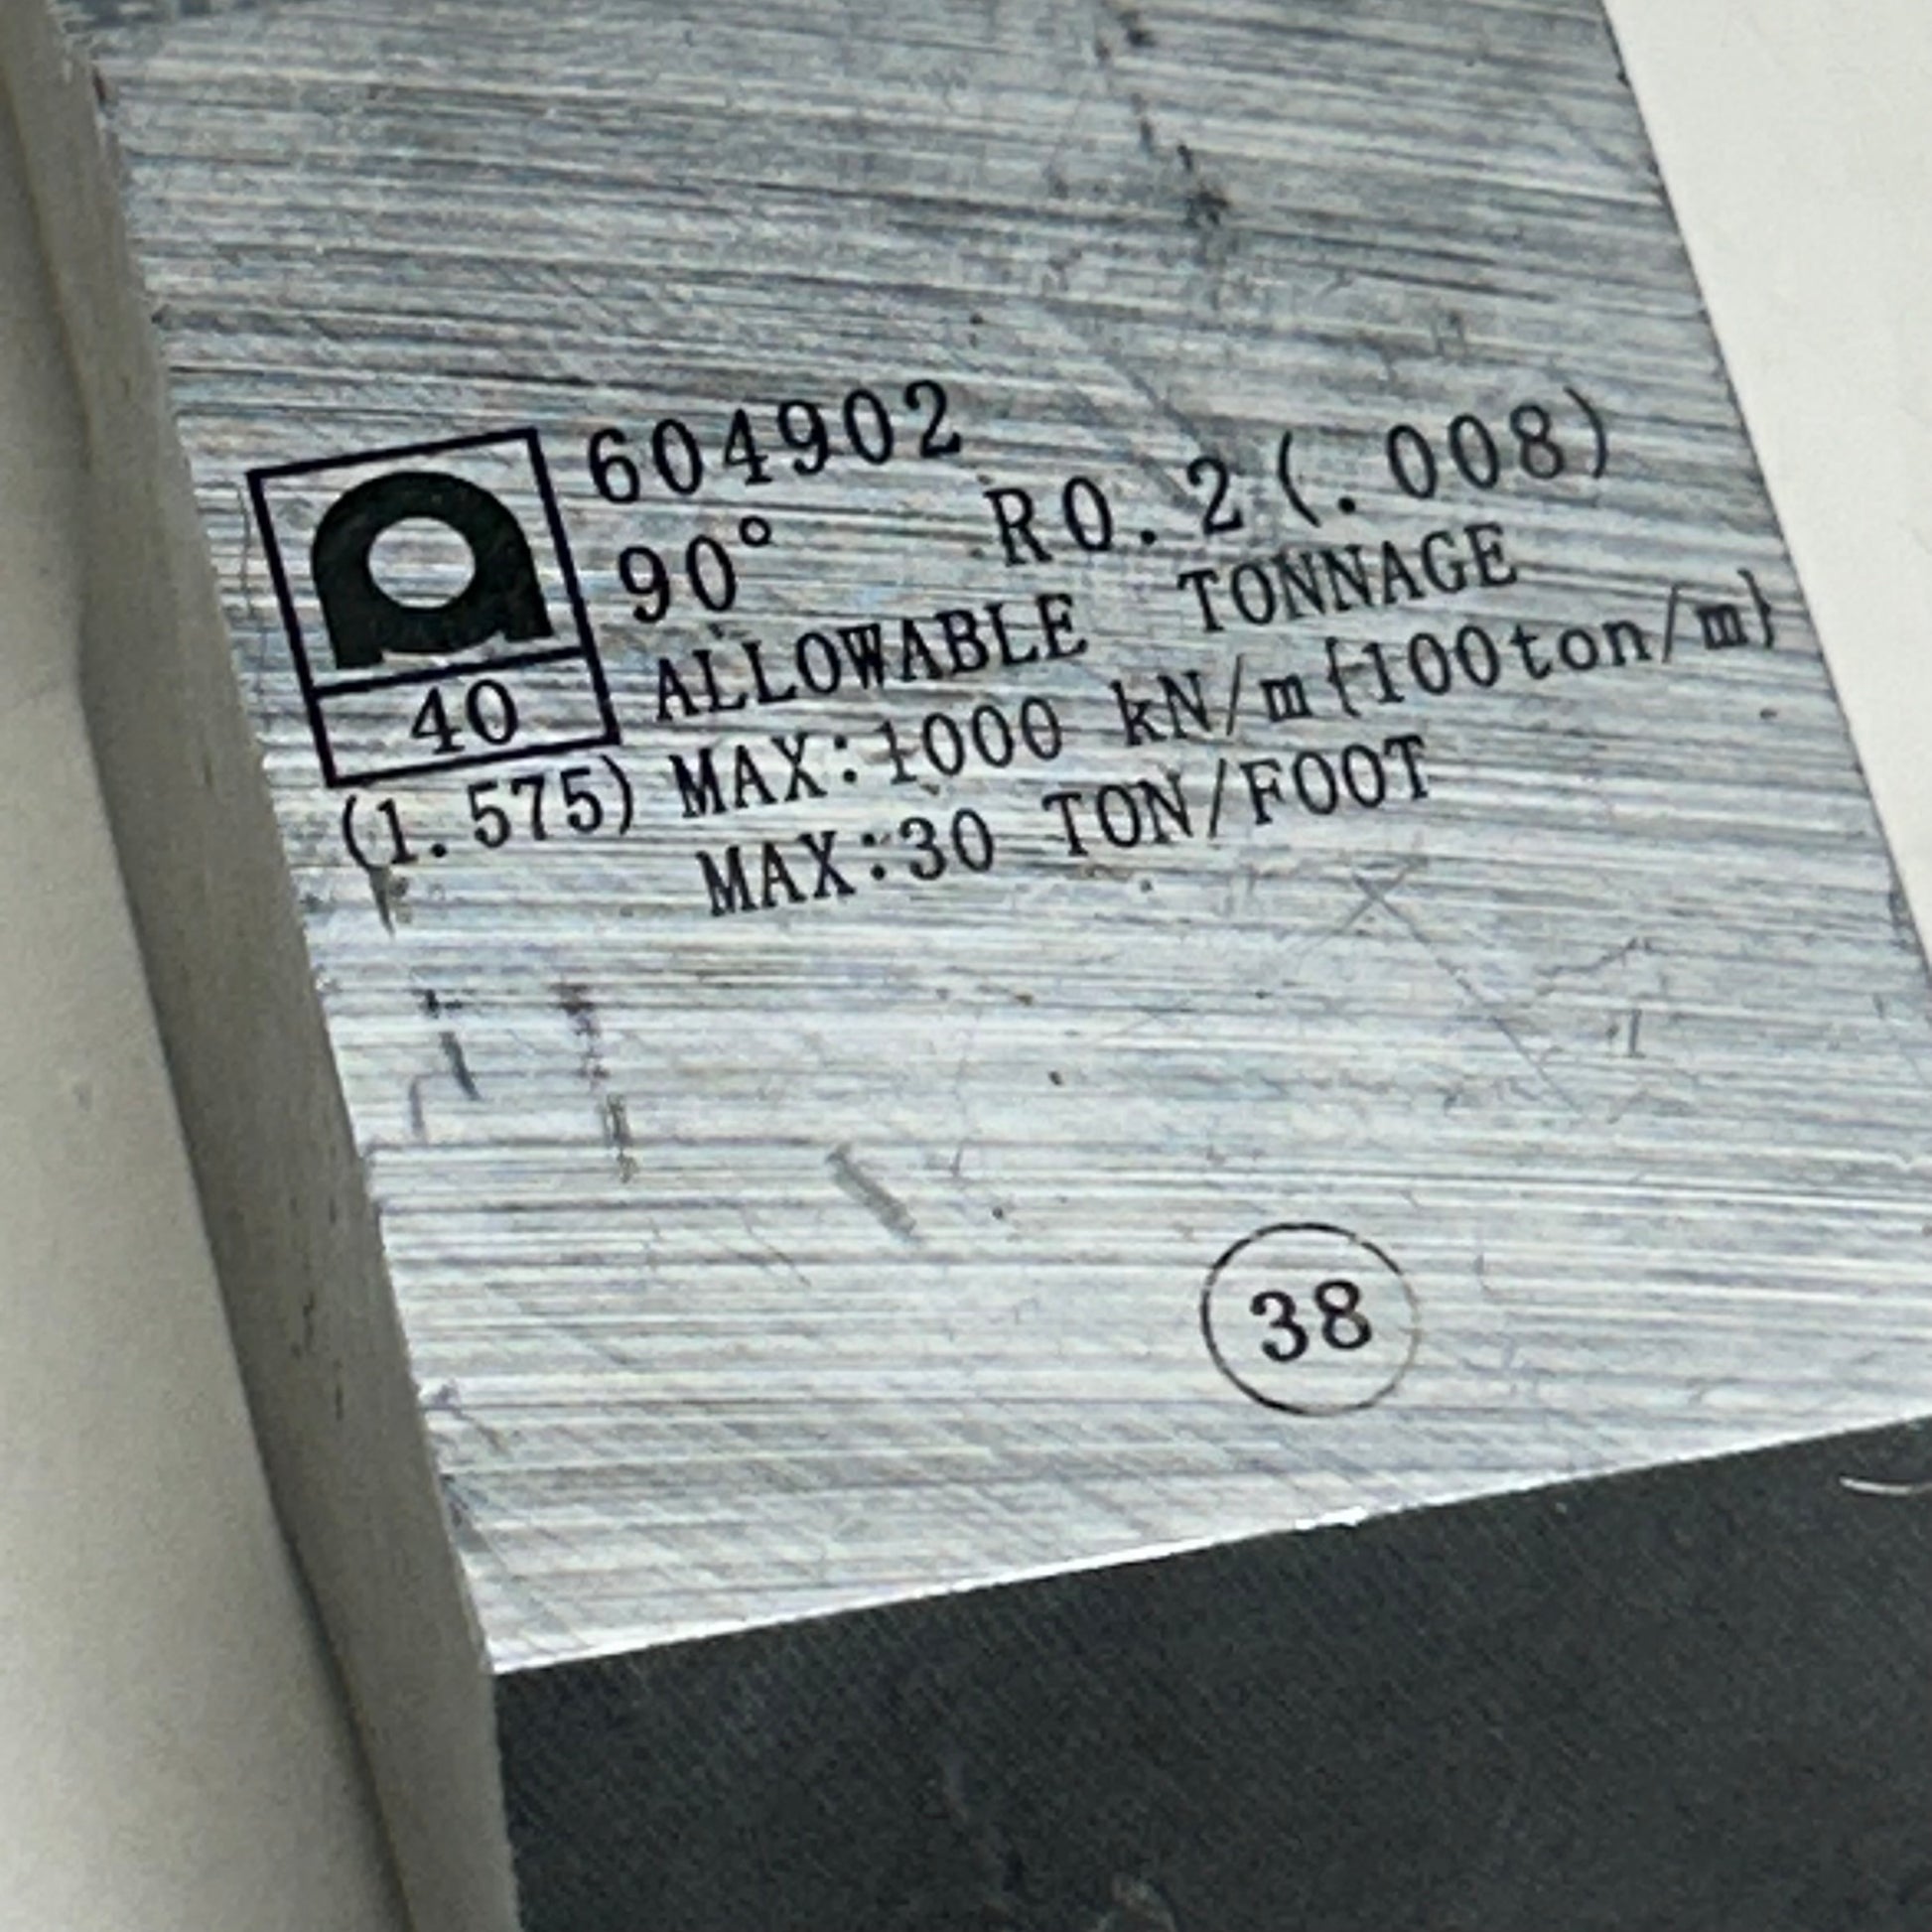 604902
90° R0.2(.008)
ALLOWABLE TONNAGE
40
MAX:1000 kN/m{100ton/m}
(1.575)
MAX:30 TON/FOOT
38